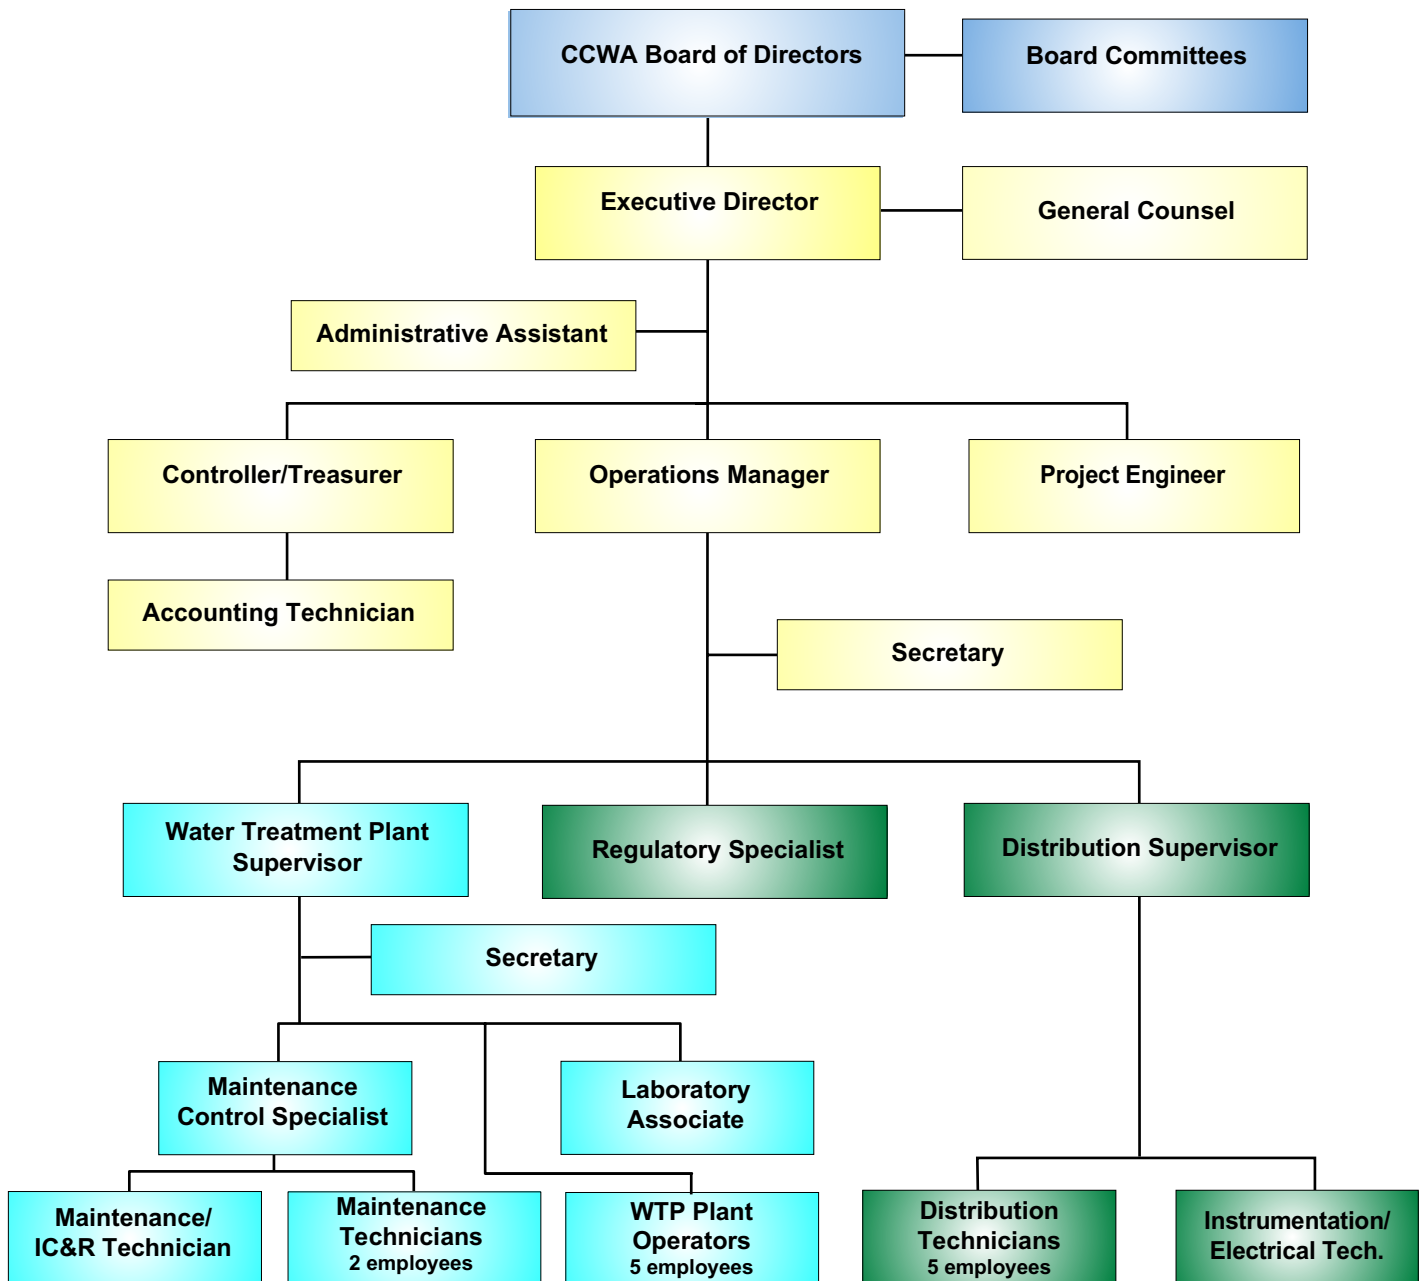 CCWA Board of Directors
Board Committees
Executive Director
General Counsel
Administrative Assistant
Controller/Treasurer
Operations Manager
Project Engineer
Accounting Technician
Secretary
Water Treatment Plant
Supervisor
Regulatory Specialist
Distribution Supervisor
Secretary
Maintenance
Control Specialist
Laboratory
Associate
Maintenance/
IC&R Technician
Maintenance
Technicians
2 employees
WTP Plant
Operators
5 employees
Distribution
Technicians
5 employees
Instrumentation/
Electrical Tech.